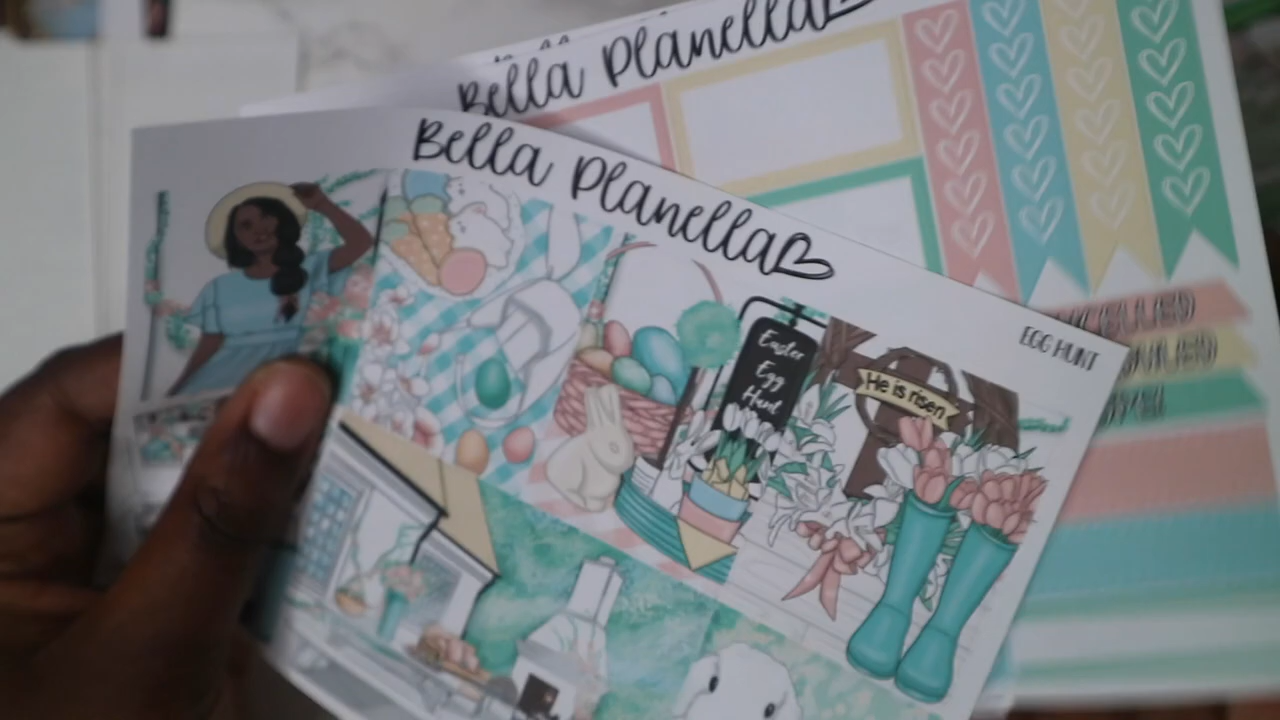 Bella Planella
Bella Planella
EGG HUNT
Easter
Egg
Hunt
He is risen